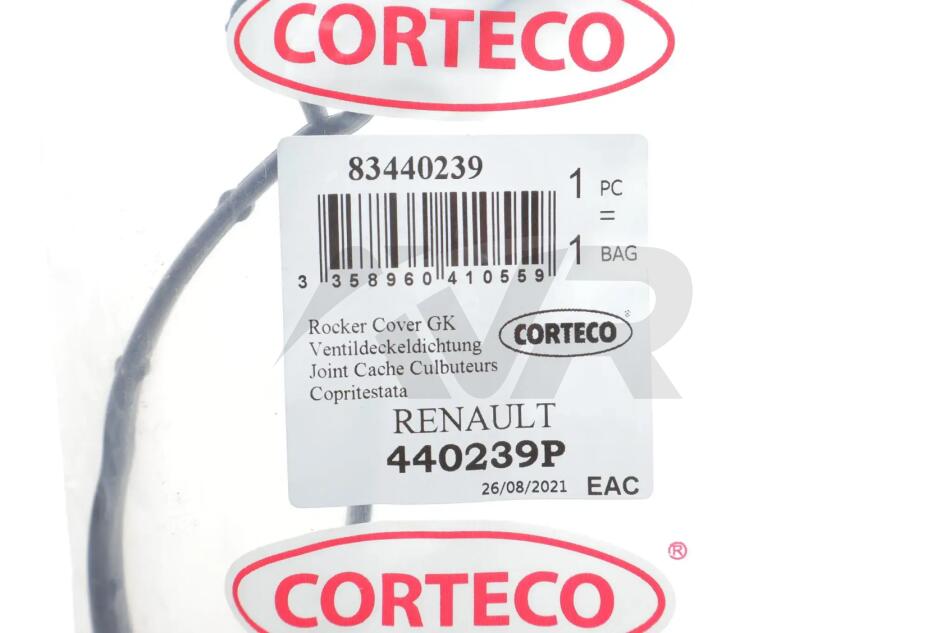 CORTECO
83440239
1 PC
=
1 BAG
3 358960 410559
VR
Rocker Cover GK
Ventildeckeldichtung
Joint Cache Culbuteurs
Copritestata
CORTECO ®
RENAULT
440239P
26/08/2021 EAC
®
CORTECO